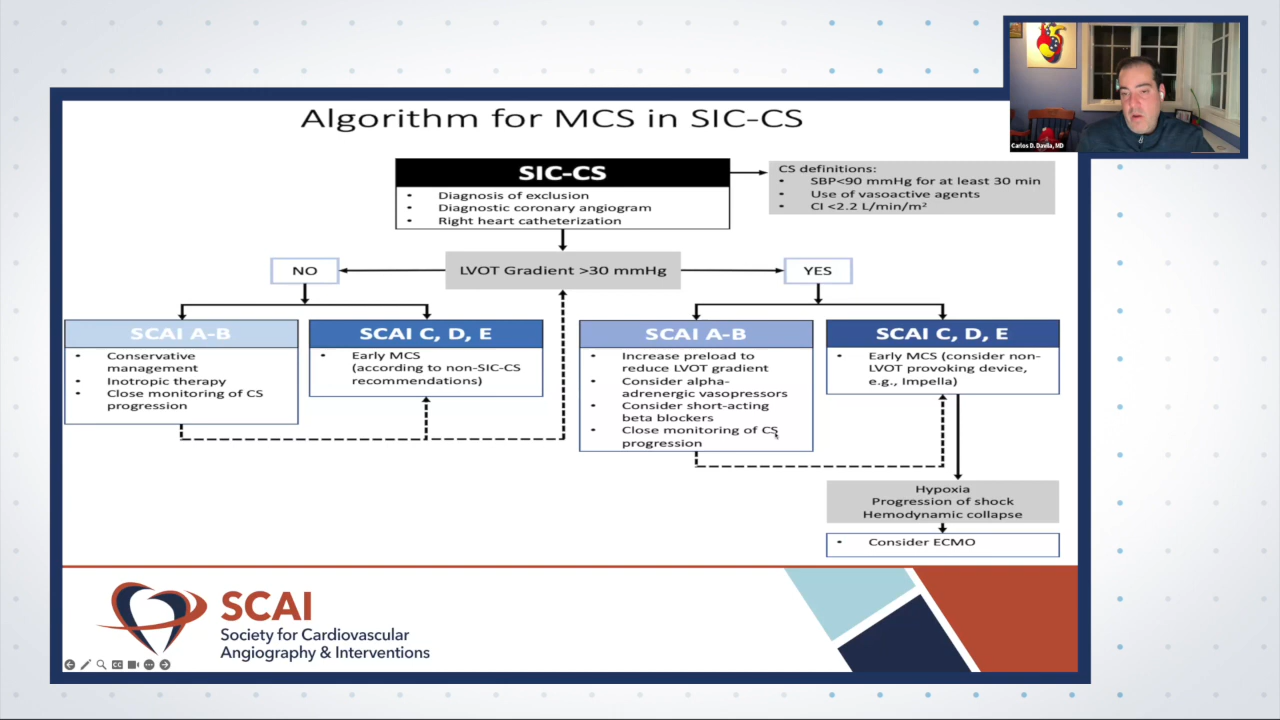 Algorithm for MCS in SIC-CS
Carlos D. Davila, MD
SIC-CS
• Diagnosis of exclusion
• Diagnostic coronary angiogram
• Right heart catheterization
CS definitions:
• SBP<90 mmHg for at least 30 min
• Use of vasoactive agents
• CI <2.2 L/min/m²
NO
LVOT Gradient >30 mmHg
YES
SCAI A-B
• Conservative
management
• Inotropic therapy
• Close monitoring of CS
progression
SCAI C, D, E
• Early MCS
(according to non-SIC-CS
recommendations)
SCAI A-B
• Increase preload to
reduce LVOT gradient
• Consider alpha-
adrenergic vasopressors
• Consider short-acting
beta blockers
• Close monitoring of CS
progression
SCAI C, D, E
• Early MCS (consider non-
LVOT provoking device,
e.g., Impella)
Hypoxia
Progression of shock
Hemodynamic collapse
• Consider ECMO
SCAI
Society for Cardiovascular
Angiography & Interventions